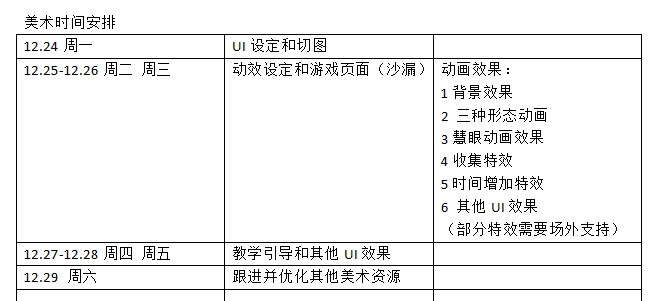 美术时间安排
12.24 周一 UI 设定和切图
12.25-12.26 周二 周三 动效设定和游戏页面（沙漏） 动画效果：
1 背景效果
2 三种形态动画
3 慧眼动画效果
4 收集特效
5 时间增加特效
6 其他 UI 效果
（部分特效需要场外支持）
12.27-12.28 周四 周五 教学引导和其他 UI 效果
12.29 周六 跟进并优化其他美术资源